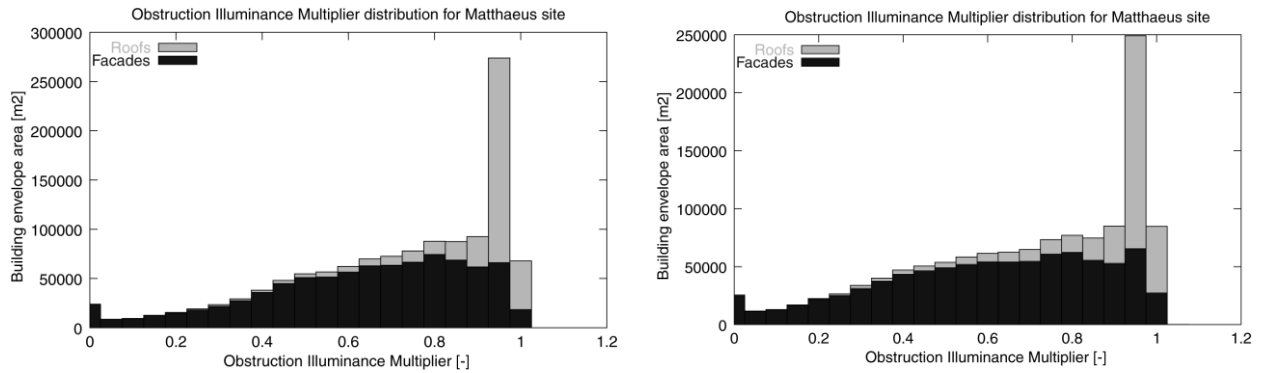 Obstruction Illuminance Multiplier distribution for Matthaeus site
300000
250000
200000
150000
100000
50000
0
Building envelope area [m2]
Roofs
Facades
0 0.2 0.4 0.6 0.8 1 1.2
Obstruction Illuminance Multiplier [-]
Obstruction Illuminance Multiplier distribution for Matthaeus site
250000
200000
150000
100000
50000
0
Building envelope area [m2]
Roofs
Facades
0 0.2 0.4 0.6 0.8 1 1.2
Obstruction Illuminance Multiplier [-]